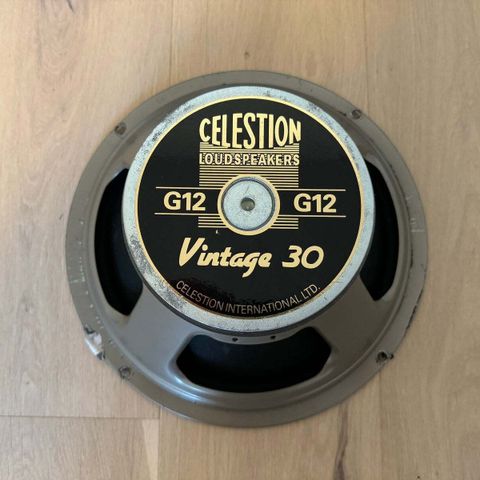 CELESTION
LOUDSPEAKERS
G12 G12
Vintage 30
CELESTION INTERNATIONAL LTD.